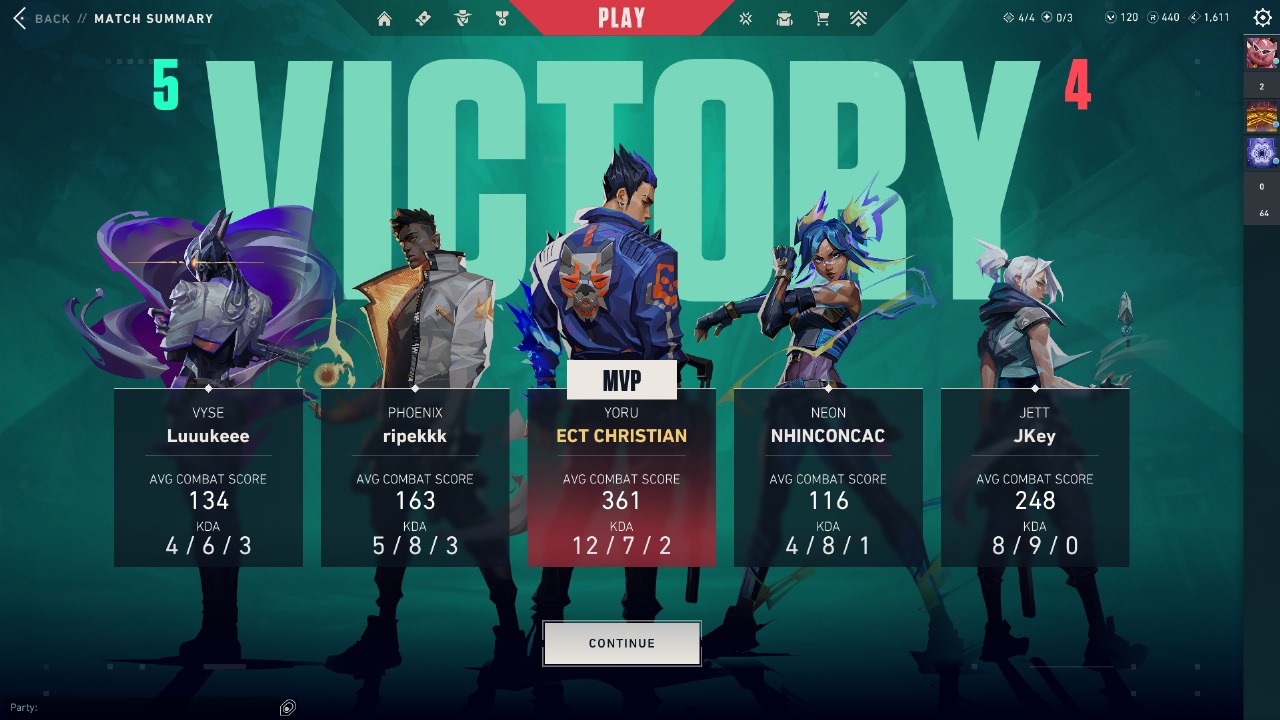 BACK // MATCH SUMMARY
PLAY
4/4 0/3 120 440 1,611
5
VICTORY
4
2
0
64
MVP
VYSE
Luuukeee
AVG COMBAT SCORE
134
KDA
4 / 6 / 3
PHOENIX
ripekkk
AVG COMBAT SCORE
163
KDA
5 / 8 / 3
YORU
ECT CHRISTIAN
AVG COMBAT SCORE
361
KDA
12 / 7 / 2
NEON
NHINCONCAC
AVG COMBAT SCORE
116
KDA
4 / 8 / 1
JETT
JKey
AVG COMBAT SCORE
248
KDA
8 / 9 / 0
CONTINUE
Party: